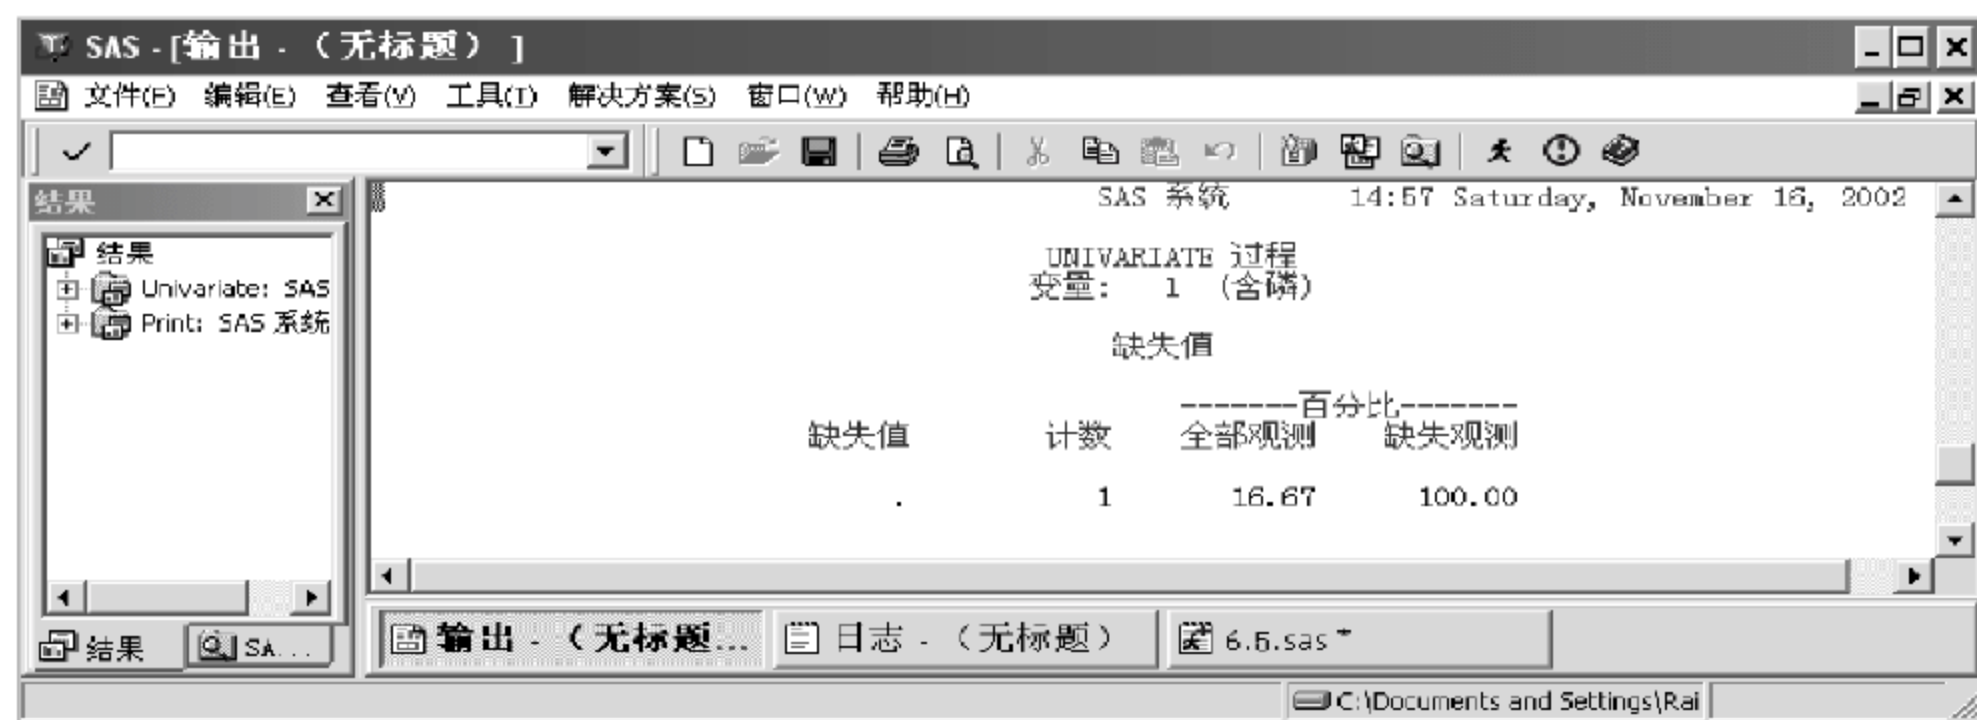 SAS - [输出 - （无标题） ]
文件(F) 编辑(E) 查看(V) 工具(T) 解决方案(S) 窗口(W) 帮助(H)
结果
结果
Univariate: SAS
Print: SAS 系统
SAS 系统 14:57 Saturday, November 16, 2002
UNIVARIATE 过程
变量: l (含磷)
缺失值
-------百分比-------
缺失值 计数 全部观测 缺失观测
. 1 16.67 100.00
结果 SA...
输出 - （无标题... 日志 - （无标题） 6.5.sas *
C:\Documents and Settings\Rai